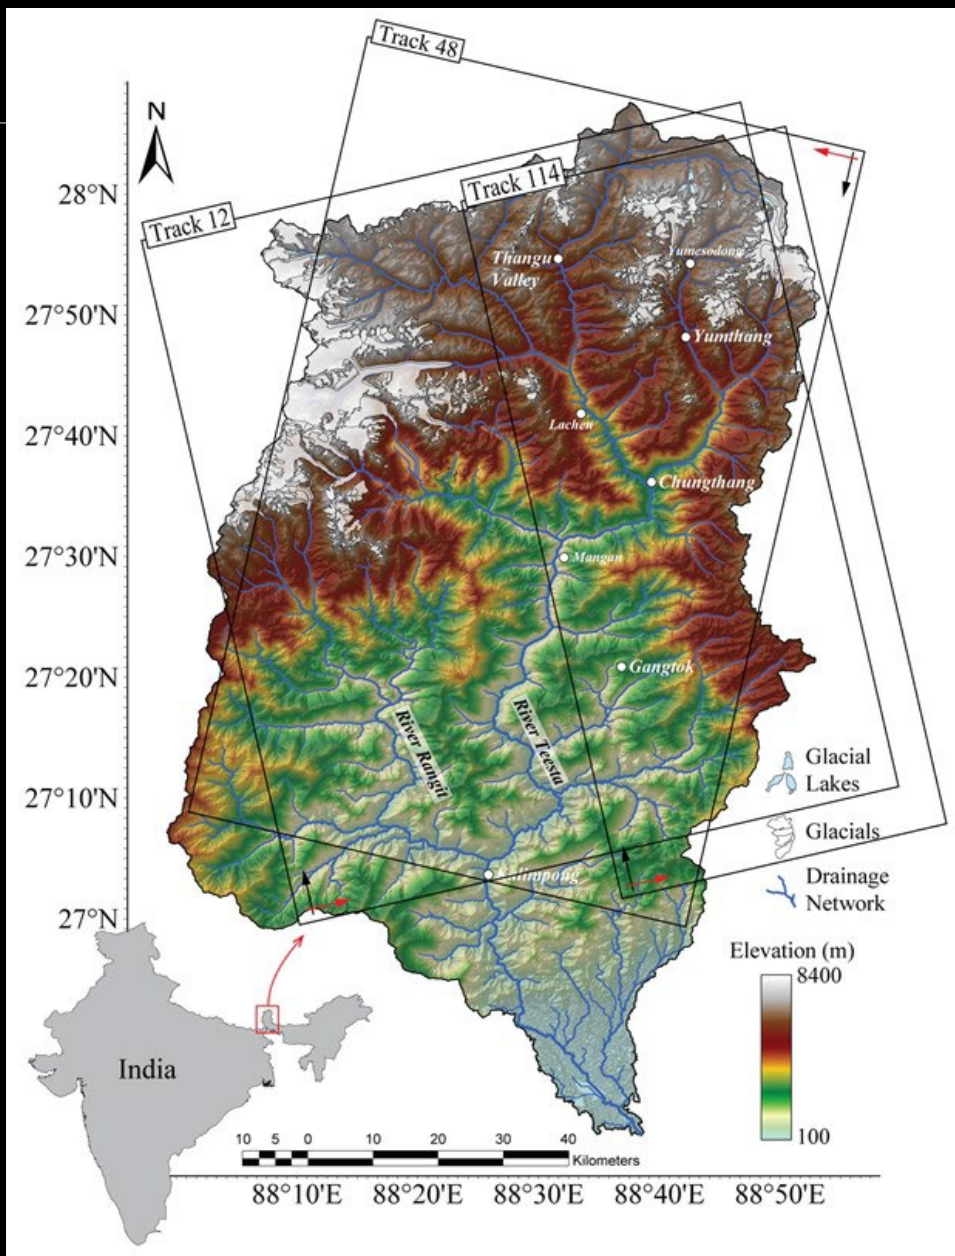 Track 48
N
Track 114
28°N
Track 12
Yumesodong
Thangu
Valley
27°50'N
Yumthang
Lachen
27°40'N
Chungthang
27°30'N
Mangan
Gangtok
27°20'N
River Rangit
River Teesta
Glacial
Lakes
27°10'N
Glacials
Kalimpong
Drainage
Network
27°N
Elevation (m)
8400
India
100
10 5 0 10 20 30 40
Kilometers
88°10'E 88°20'E 88°30'E 88°40'E 88°50'E